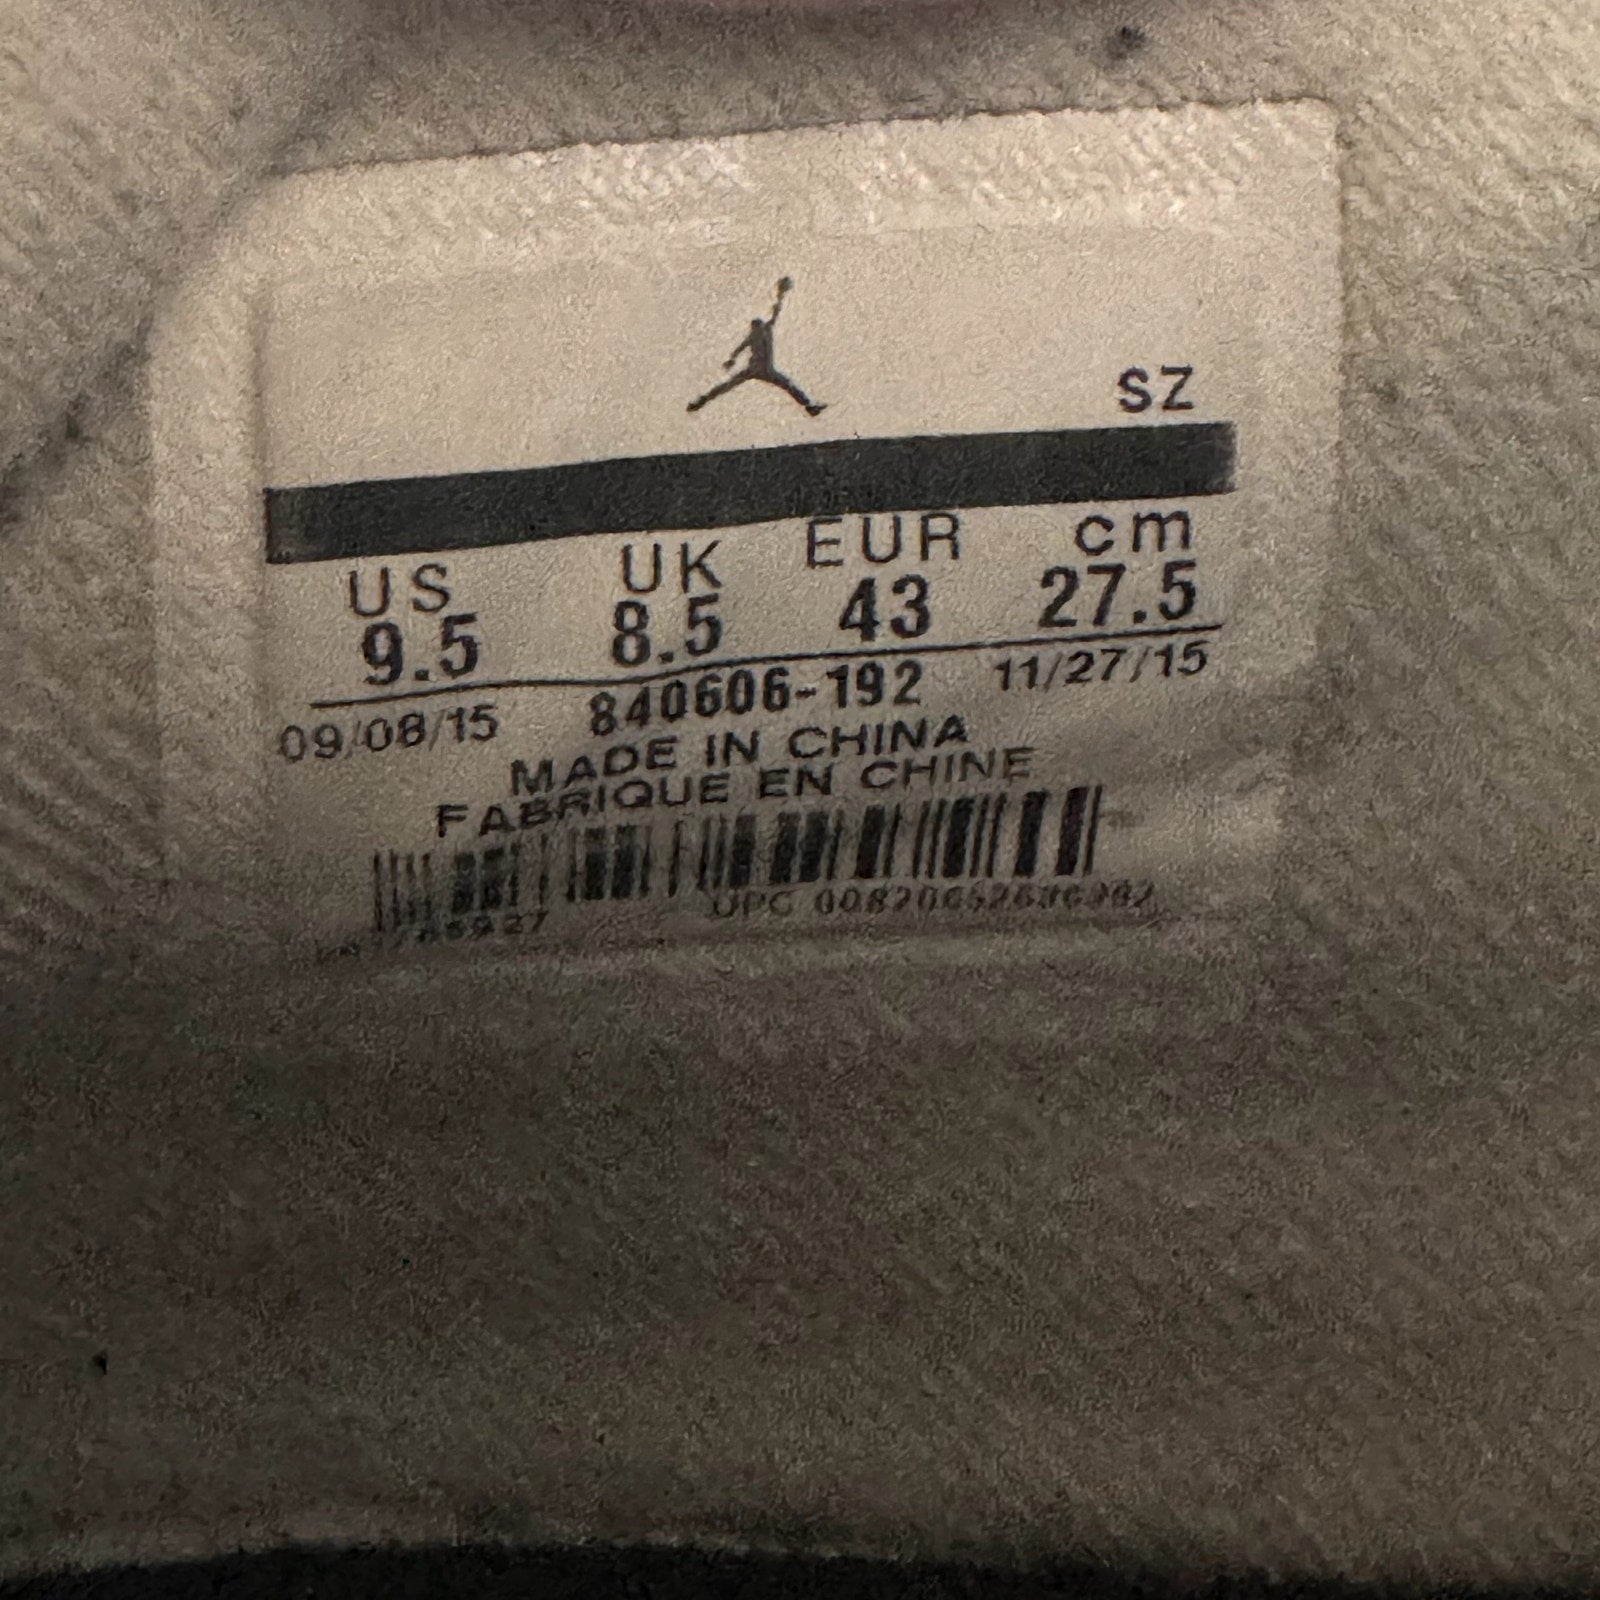 SZ
US UK EUR cm
9.5 8.5 43 27.5
09/08/15 840606-192 11/27/15
MADE IN CHINA
FABRIQUE EN CHINE
UPC